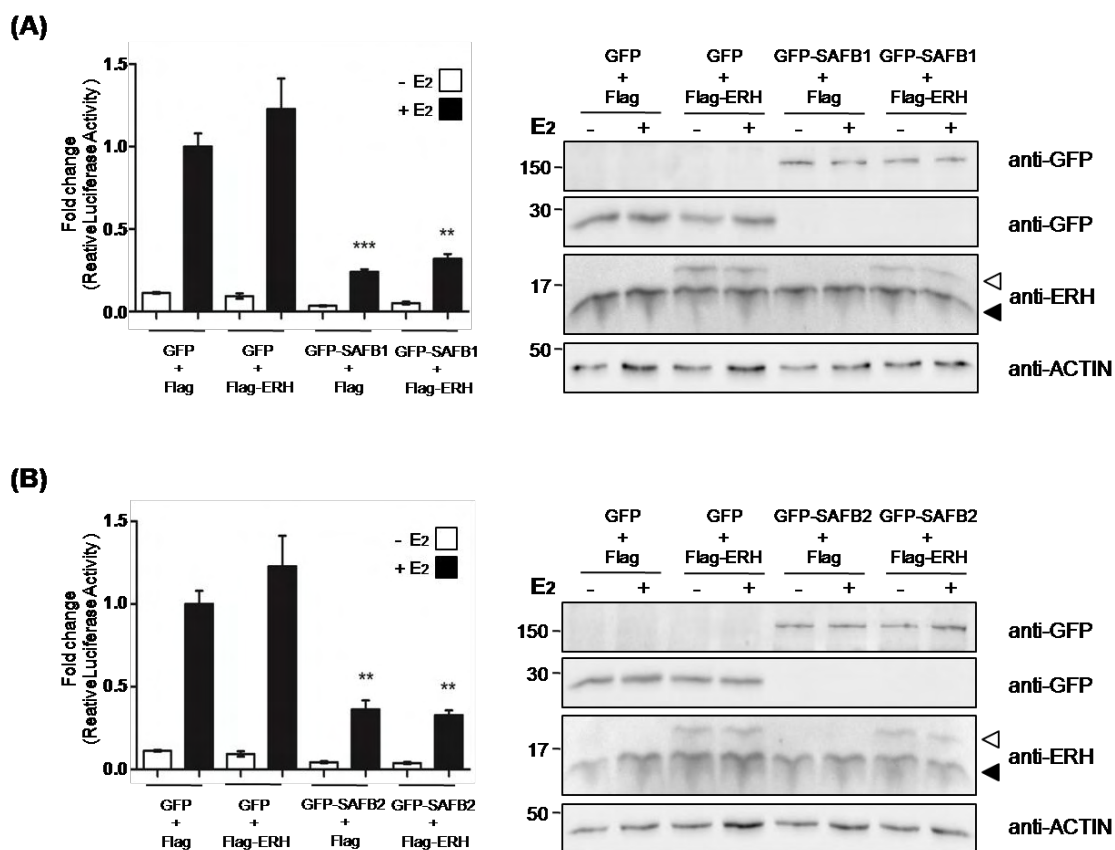 (A)
Fold change
(Reative Luciferase Activity)
1.5
1.0
0.5
0.0
- E2
+ E2
***
**
GFP
+
Flag
GFP
+
Flag-ERH
GFP-SAFB1
+
Flag
GFP-SAFB1
+
Flag-ERH
GFP
+
Flag
GFP
+
Flag-ERH
GFP-SAFB1
+
Flag
GFP-SAFB1
+
Flag-ERH
E2 - + - + - + - +
150 anti-GFP
30 anti-GFP
17 anti-ERH
50 anti-ACTIN
(B)
Fold change
(Reative Luciferase Activity)
1.5
1.0
0.5
0.0
- E2
+ E2
**
**
GFP
+
Flag
GFP
+
Flag-ERH
GFP-SAFB2
+
Flag
GFP-SAFB2
+
Flag-ERH
GFP
+
Flag
GFP
+
Flag-ERH
GFP-SAFB2
+
Flag
GFP-SAFB2
+
Flag-ERH
E2 - + - + - + - +
150 anti-GFP
30 anti-GFP
17 anti-ERH
50 anti-ACTIN